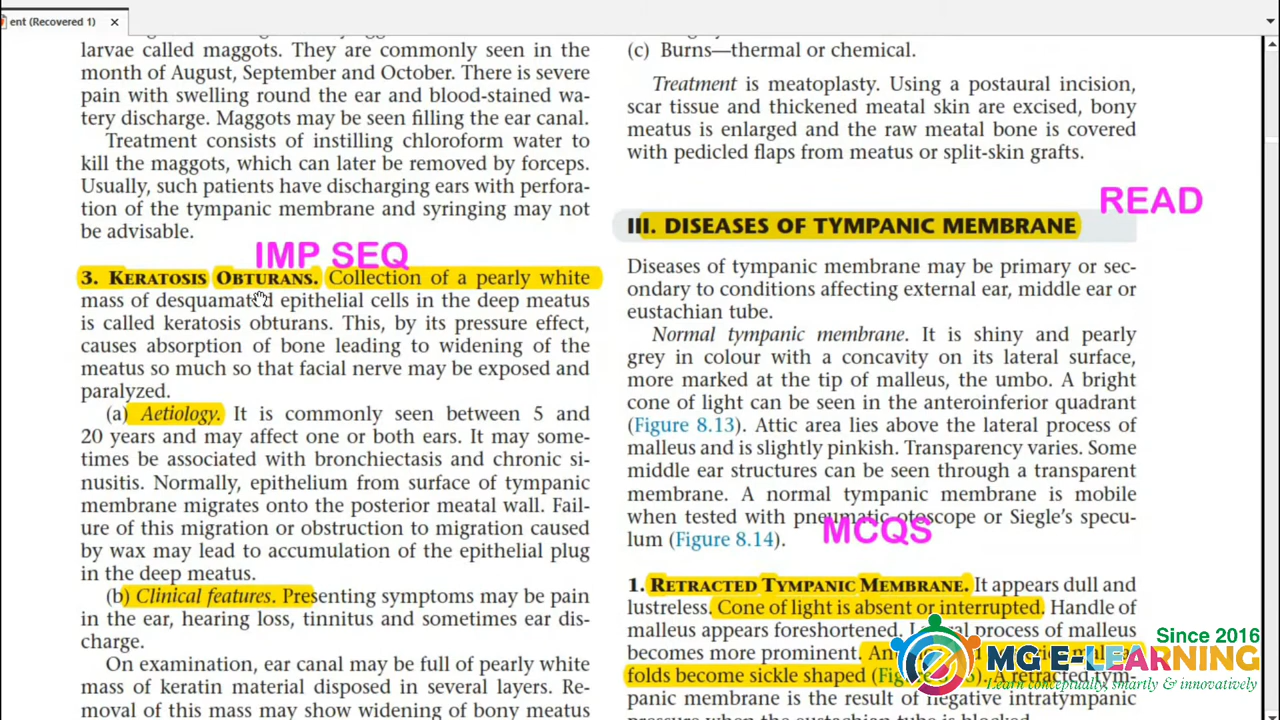 ent (Recovered 1)
larvae called maggots. They are commonly seen in the
month of August, September and October. There is severe
pain with swelling round the ear and blood-stained wa-
tery discharge. Maggots may be seen filling the ear canal.
Treatment consists of instilling chloroform water to
kill the maggots, which can later be removed by forceps.
Usually, such patients have discharging ears with perfora-
tion of the tympanic membrane and syringing may not
be advisable.
IMP SEQ
3. KERATOSIS OBTURANS. Collection of a pearly white
mass of desquamated epithelial cells in the deep meatus
is called keratosis obturans. This, by its pressure effect,
causes absorption of bone leading to widening of the
meatus so much so that facial nerve may be exposed and
paralyzed.
(a) Aetiology. It is commonly seen between 5 and
20 years and may affect one or both ears. It may some-
times be associated with bronchiectasis and chronic si-
nusitis. Normally, epithelium from surface of tympanic
membrane migrates onto the posterior meatal wall. Fail-
ure of this migration or obstruction to migration caused
by wax may lead to accumulation of the epithelial plug
in the deep meatus.
(b) Clinical features. Presenting symptoms may be pain
in the ear, hearing loss, tinnitus and sometimes ear dis-
charge.
On examination, ear canal may be full of pearly white
mass of keratin material disposed in several layers. Re-
moval of this mass may show widening of bony meatus
(c) Burns—thermal or chemical.
Treatment is meatoplasty. Using a postaural incision,
scar tissue and thickened meatal skin are excised, bony
meatus is enlarged and the raw meatal bone is covered
with pedicled flaps from meatus or split-skin grafts.
READ
III. DISEASES OF TYMPANIC MEMBRANE
Diseases of tympanic membrane may be primary or sec-
ondary to conditions affecting external ear, middle ear or
eustachian tube.
Normal tympanic membrane. It is shiny and pearly
grey in colour with a concavity on its lateral surface,
more marked at the tip of malleus, the umbo. A bright
cone of light can be seen in the anteroinferior quadrant
(Figure 8.13). Attic area lies above the lateral process of
malleus and is slightly pinkish. Transparency varies. Some
middle ear structures can be seen through a transparent
membrane. A normal tympanic membrane is mobile
when tested with pneumatic otoscope or Siegle's specu-
lum (Figure 8.14).
MCQS
1. RETRACTED TYMPANIC MEMBRANE. It appears dull and
lustreless. Cone of light is absent or interrupted. Handle of
malleus appears foreshortened. Lateral process of malleus
becomes more prominent.
folds become sickle shaped A retracted tym-
panic membrane is the result of negative intratympanic
pressure when the eustachian tube is blocked.
Since 2016
MG E-LEARNING
Learn conceptually, smartly & innovatively